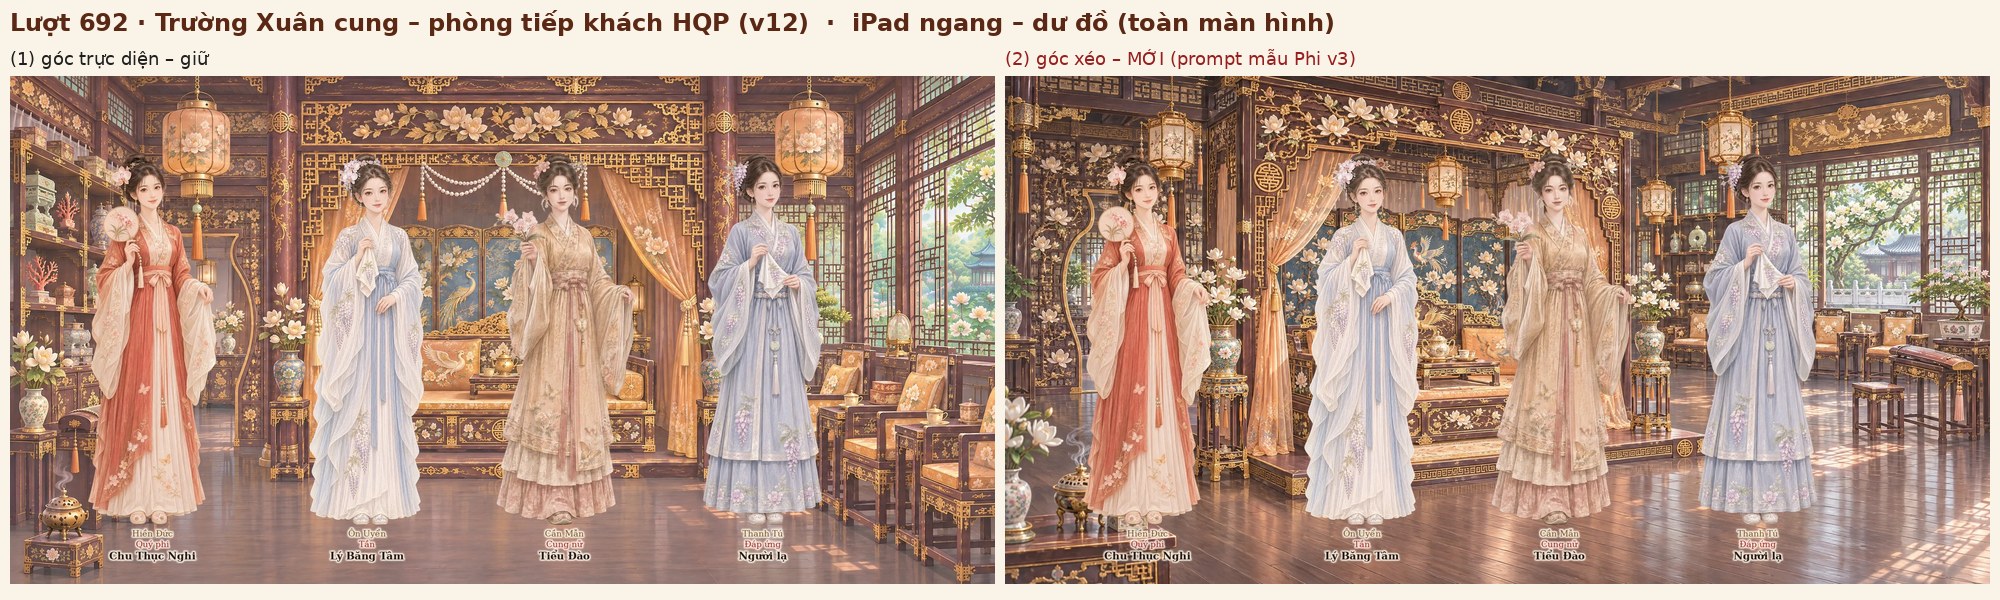 Lượt 692 · Trường Xuân cung – phòng tiếp khách HQP (v12)  ·  iPad ngang – dư đồ (toàn màn hình)
(1) góc trực diện – giữ
(2) góc xéo – MỚI (prompt mẫu Phi v3)
Hiền Đức
Quý phi
Chu Thục Nghi
Ôn Uyển
Tần
Lý Băng Tâm
Cần Mẫn
Cung nữ
Tiểu Đào
Thanh Tú
Đáp ứng
Người lạ
Hiền Đức
Quý phi
Chu Thục Nghi
Ôn Uyển
Tần
Lý Băng Tâm
Cần Mẫn
Cung nữ
Tiểu Đào
Thanh Tú
Đáp ứng
Người lạ